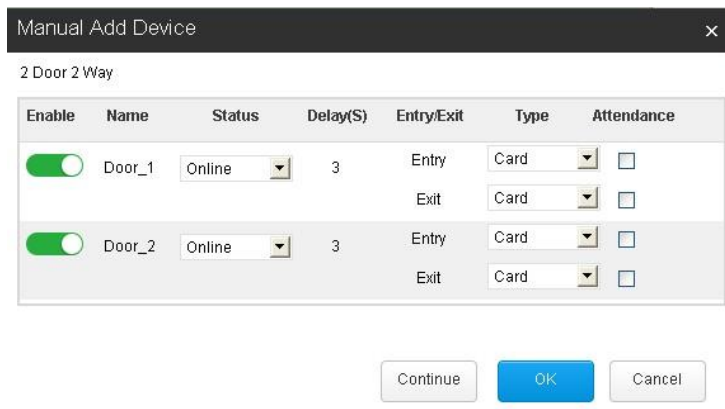 Manual Add Device ×
2 Door 2 Way
Enable Name Status Delay(S) Entry/Exit Type Attendance
Door_1 Online 3 Entry Card
Exit Card
Door_2 Online 3 Entry Card
Exit Card
Continue OK Cancel